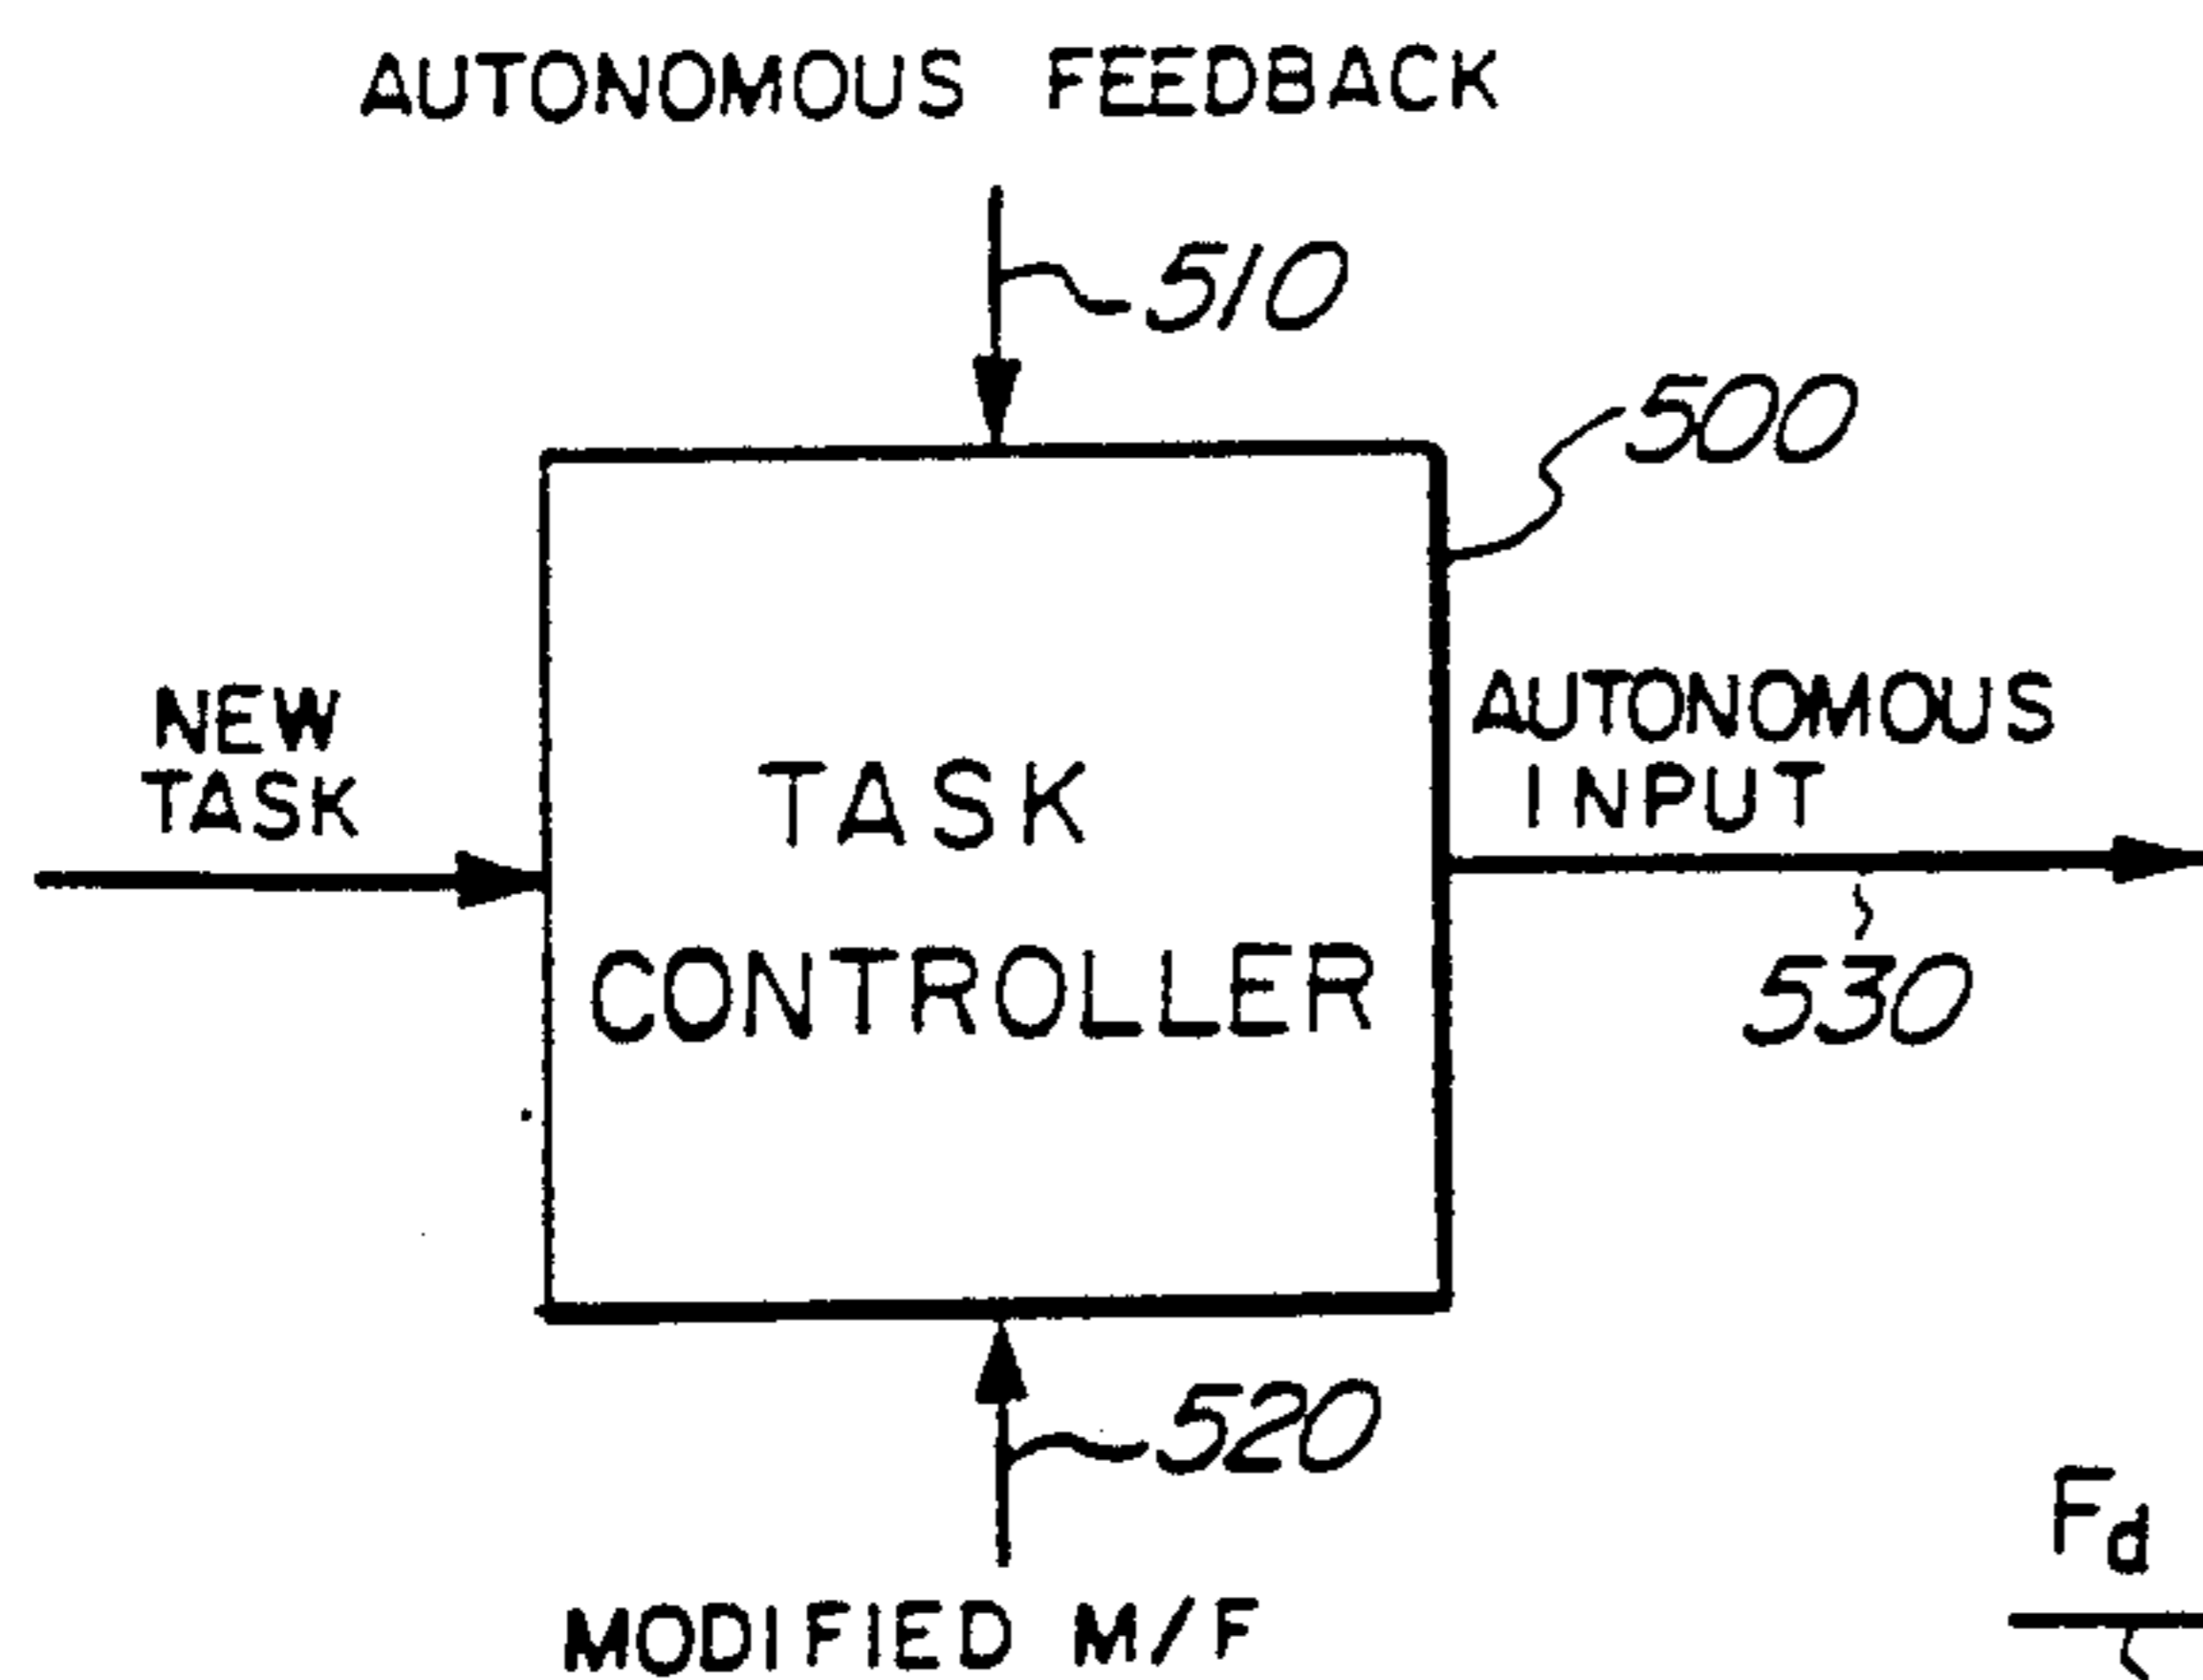 AUTONOMOUS FEEDBACK
510
500
NEW
TASK
AUTONOMOUS
INPUT
TASK
CONTROLLER
530
520
MODIFIED M/F
Fd